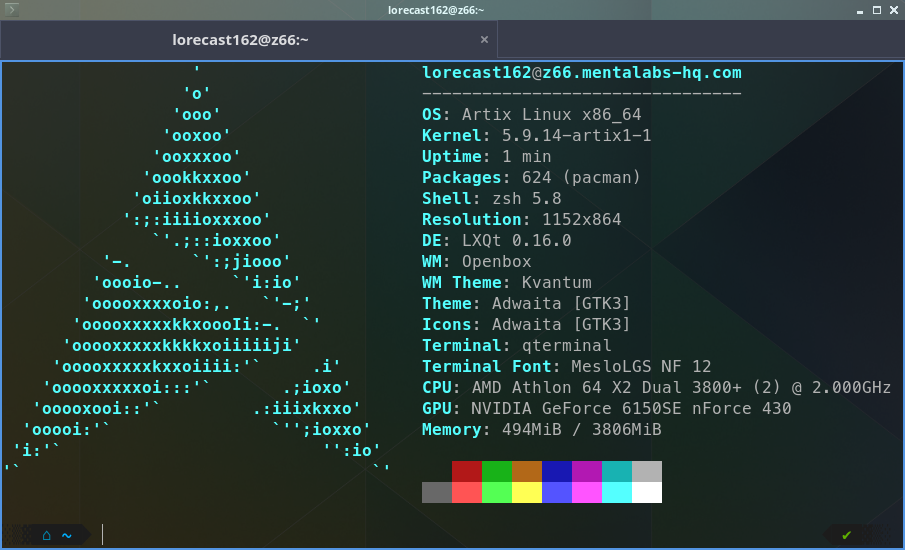 lorecast162@z66:~
lorecast162@z66:~ ×
'
'o'
'ooo'
'ooxoo'
'ooxxxoo'
'oookkxxoo'
'oiioxkkxxoo'
':;:iiiioxxxoo'
`'.;::ioxxoo'
'-.      `':;jiooo'
'oooio-..     `'i:io'
'ooooxxxxoio:,.   `'-;'
'ooooxxxxxkkxoooIi:-.  `'
'ooooxxxxxkkkkxoiiiiiji'
'ooooxxxxxkxxoiiii:'`     .i'
'ooooxxxxxoi:::'`       .;ioxo'
'ooooxooi::'`         .:iiixkxxo'
'ooooi:'`                `'';ioxxo'
'i:'`                          '':io'
'`                                   `'
lorecast162@z66.mentalabs-hq.com
--------------------------------
OS: Artix Linux x86_64
Kernel: 5.9.14-artix1-1
Uptime: 1 min
Packages: 624 (pacman)
Shell: zsh 5.8
Resolution: 1152x864
DE: LXQt 0.16.0
WM: Openbox
WM Theme: Kvantum
Theme: Adwaita [GTK3]
Icons: Adwaita [GTK3]
Terminal: qterminal
Terminal Font: MesloLGS NF 12
CPU: AMD Athlon 64 X2 Dual 3800+ (2) @ 2.000GHz
GPU: NVIDIA GeForce 6150SE nForce 430
Memory: 494MiB / 3806MiB
~ ✔